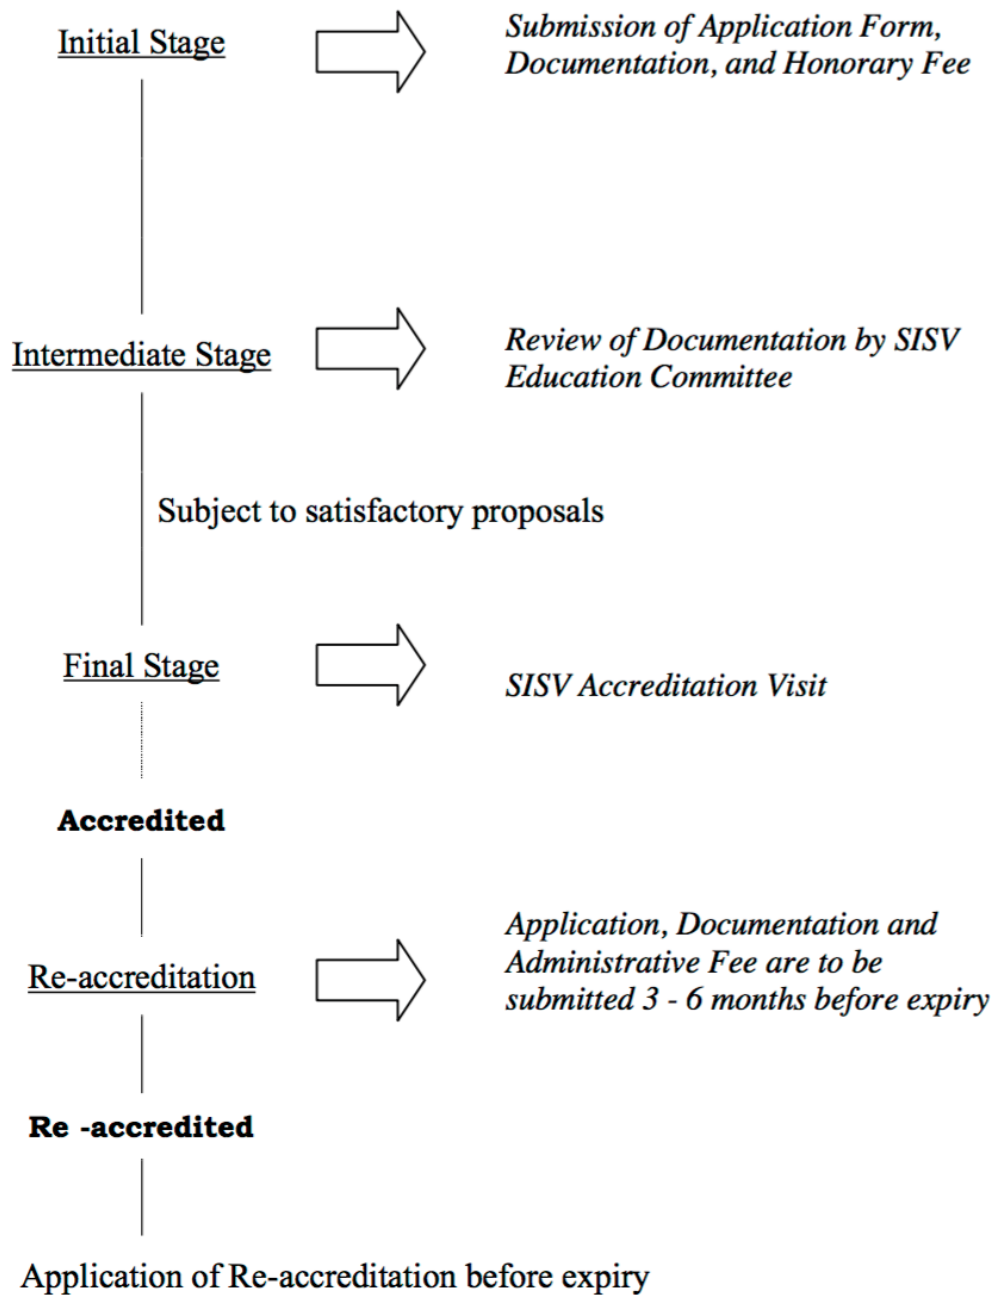 Initial Stage
Submission of Application Form,
Documentation, and Honorary Fee
Intermediate Stage
Review of Documentation by SISV
Education Committee
Subject to satisfactory proposals
Final Stage
SISV Accreditation Visit
Accredited
Re-accreditation
Application, Documentation and
Administrative Fee are to be
submitted 3 - 6 months before expiry
Re -accredited
Application of Re-accreditation before expiry